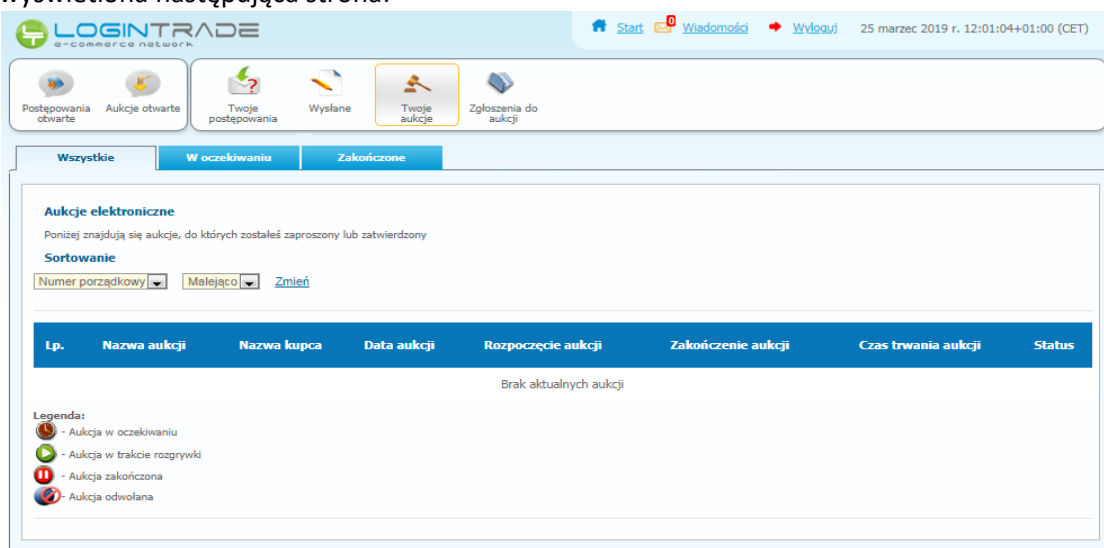 wyświetlona następująca strona:
LOGINTRADE
e-commerce network
Start 0 Wiadomości Wyloguj 25 marzec 2019 r. 12:01:04+01:00 (CET)
Postępowania otwarte
Aukcje otwarte
Twoje postępowania
Wysłane
Twoje aukcje
Zgłoszenia do aukcji
Wszystkie W oczekiwaniu Zakończone
Aukcje elektroniczne
Poniżej znajdują się aukcje, do których zostałeś zaproszony lub zatwierdzony
Sortowanie
Numer porządkowy Malejąco Zmień
Lp. Nazwa aukcji Nazwa kupca Data aukcji Rozpoczęcie aukcji Zakończenie aukcji Czas trwania aukcji Status
Brak aktualnych aukcji
Legenda:
- Aukcja w oczekiwaniu
- Aukcja w trakcie rozgrywki
- Aukcja zakończona
- Aukcja odwołana